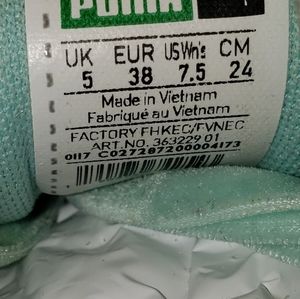 PUMA
UK EUR US Wn's CM
5 38 7.5 24
Made in Vietnam
Fabriqué au Vietnam
FACTORY FHKEC/FVNEC
ART.NO. 363229 01
0117 C027287200004173